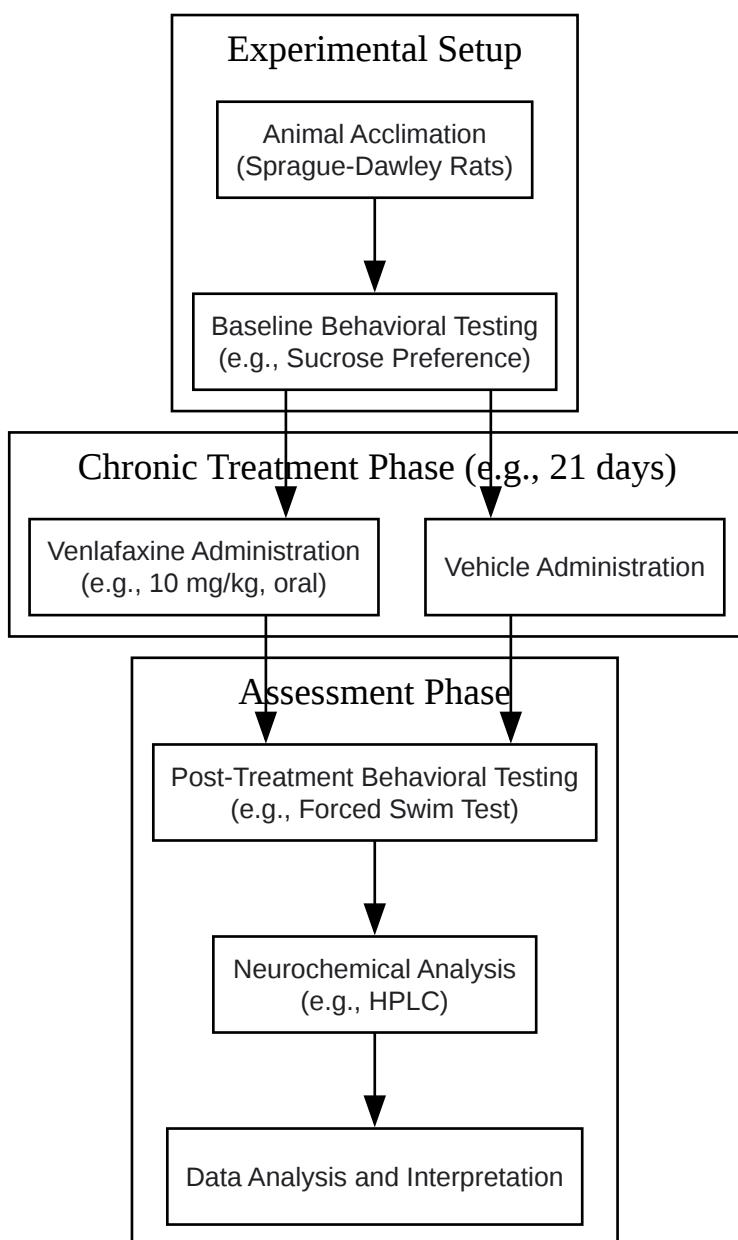 Experimental Setup
Animal Acclimation
(Sprague-Dawley Rats)
Baseline Behavioral Testing
(e.g., Sucrose Preference)
Chronic Treatment Phase (e.g., 21 days)
Venlafaxine Administration
(e.g., 10 mg/kg, oral)
Vehicle Administration
Assessment Phase
Post-Treatment Behavioral Testing
(e.g., Forced Swim Test)
Neurochemical Analysis
(e.g., HPLC)
Data Analysis and Interpretation